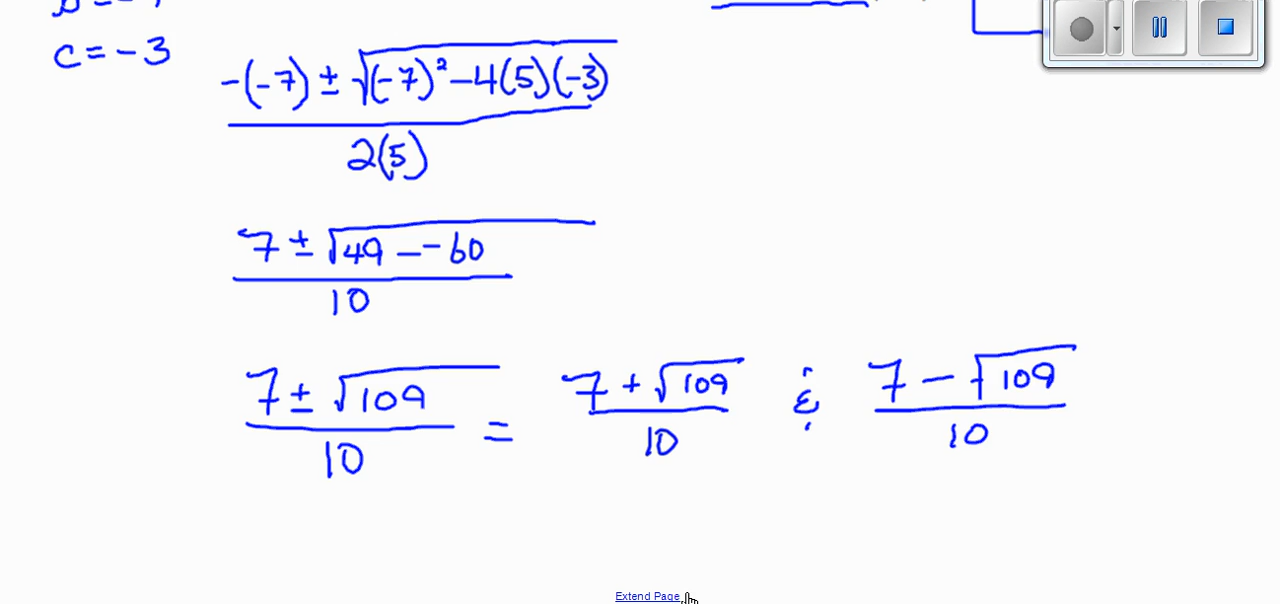 c = -3
-(-7) ± √(-7)² - 4(5)(-3)
2(5)
7 ± √49 - -60
10
7 ± √109 = 7 + √109 & 7 - √109
10 10 10
Extend Page